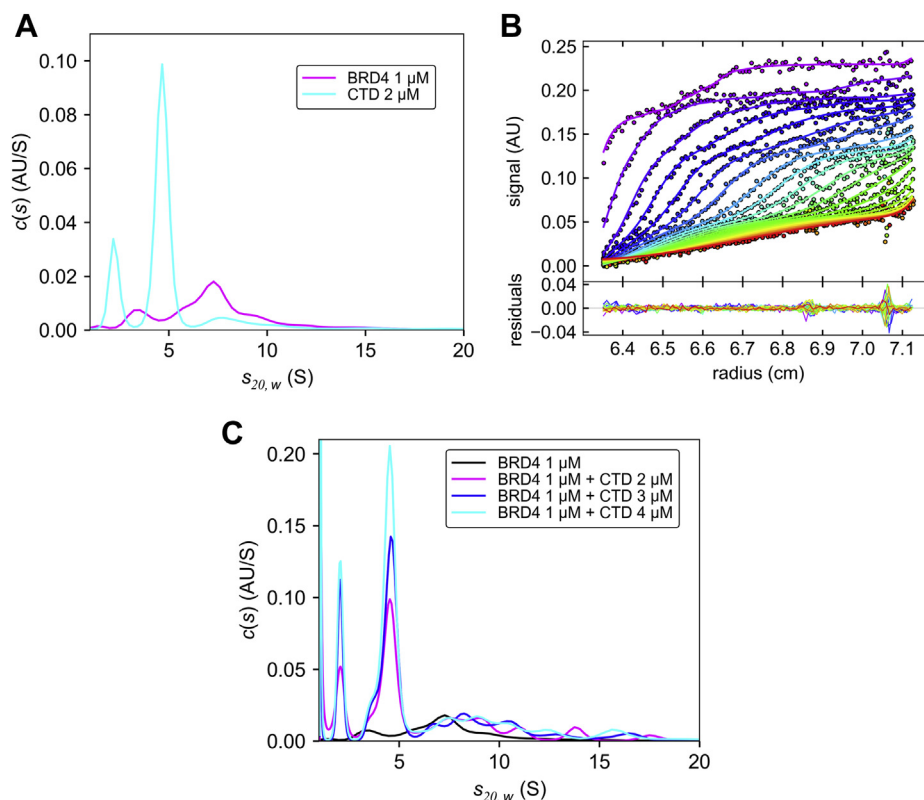 A
c(s) (AU/S)
0.10
0.08
0.06
0.04
0.02
0.00
BRD4 1 µM
CTD 2 µM
5 10 15 20
s20, w (S)
B
signal (AU)
0.25
0.20
0.15
0.10
0.05
0.00
residuals
0.04
0.00
−0.04
6.4 6.5 6.6 6.7 6.8 6.9 7.0 7.1
radius (cm)
C
c(s) (AU/S)
0.20
0.15
0.10
0.05
0.00
BRD4 1 µM
BRD4 1 µM + CTD 2 µM
BRD4 1 µM + CTD 3 µM
BRD4 1 µM + CTD 4 µM
5 10 15 20
s20, w (S)